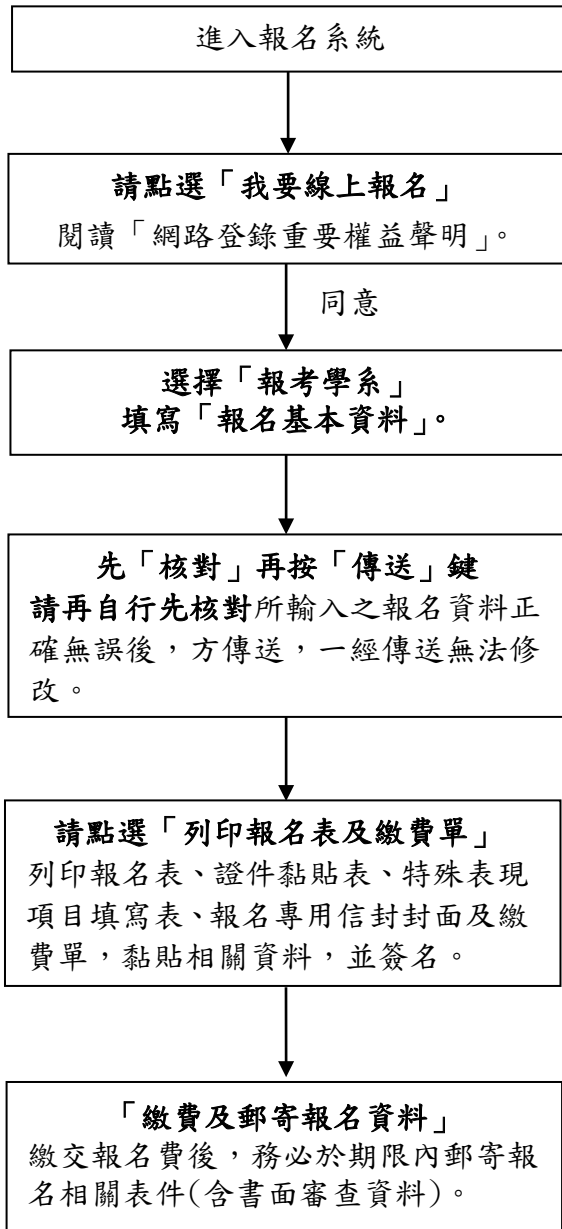 進入報名系統
請點選「我要線上報名」
閱讀「網路登錄重要權益聲明」。
同意
選擇「報考學系」
填寫「報名基本資料」。
先「核對」再按「傳送」鍵
請再自行先核對所輸入之報名資料正
確無誤後，方傳送，一經傳送無法修
改。
請點選「列印報名表及繳費單」
列印報名表、證件黏貼表、特殊表現
項目填寫表、報名專用信封封面及繳
費單，黏貼相關資料，並簽名。
「繳費及郵寄報名資料」
繳交報名費後，務必於期限內郵寄報
名相關表件(含書面審查資料)。